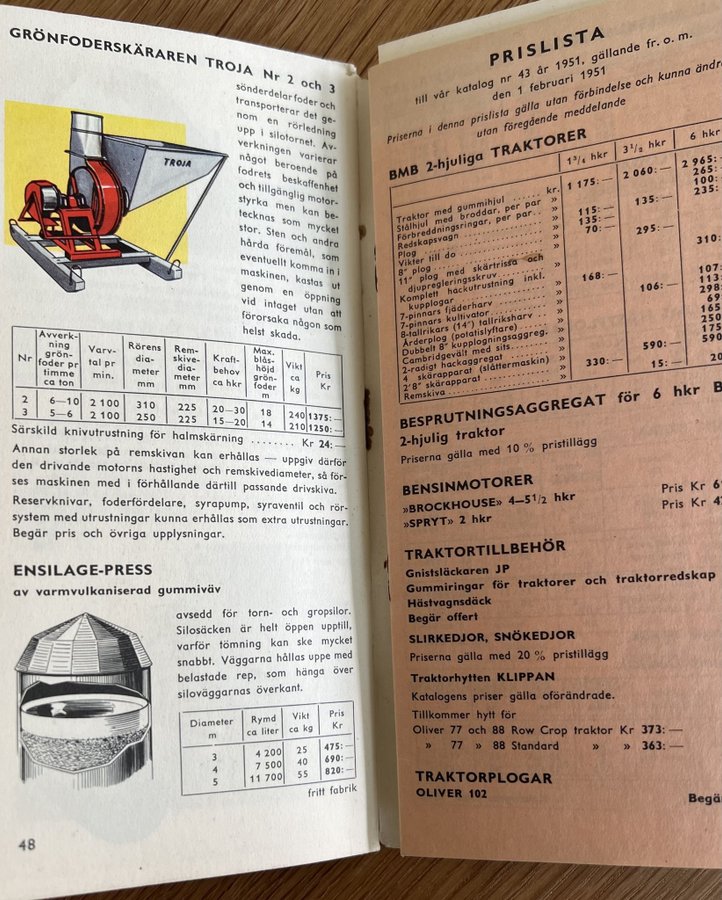 GRÖNFODERSKÄRAREN TROJA Nr 2 och 3
TROJA
sönderdelar foder och
transporterar det ge-
nom en rörledning
upp i silotornet. Av-
verkningen varierar
något beroende på
fodrets beskaffenhet
och tillgänglig motor-
styrka men kan be-
tecknas som mycket
stor. Sten och andra
hårda föremål, som
eventuellt komma in i
maskinen, kastas ut
genom en öppning
vid intaget utan att
förorsaka någon som
helst skada.
Nr Avverk-ning grön-foder pr timme ca ton Varv-tal pr min. Rörens dia-meter mm Rem-skive-dia-meter mm Kraft-behov ca hkr Max. blås-höjd grön-foder m Vikt ca kg Pris Kr
2 6—10 2 100 310 225 20—30 18 240 1375:—
3 5—6 2 100 250 225 15—20 14 210 1250:—
Särskild knivutrustning för halmskärning ........ Kr 24:—
Annan storlek på remskivan kan erhållas — uppgiv därför
den drivande motorns hastighet och remskivediameter, så för-
ses maskinen med i förhållande därtill passande drivskiva.
Reservknivar, foderfördelare, syrapump, syraventil och rör-
system med utrustningar kunna erhållas som extra utrustningar.
Begär pris och övriga upplysningar.
ENSILAGE-PRESS
av varmvulkaniserad gummiväv
avsedd för torn- och gropsilor.
Silosäcken är helt öppen upptill,
varför tömning kan ske mycket
snabbt. Väggarna hållas uppe med
belastade rep, som hänga över
siloväggarnas överkant.
Diameter m Rymd ca liter Vikt ca kg Pris Kr
3 4 200 25 475:—
4 7 500 40 690:—
5 11 700 55 820:—
fritt fabrik
48
PRISLISTA
till vår katalog nr 43 år 1951, gällande fr. o. m.
den 1 februari 1951
Priserna i denna prislista gälla utan förbindelse och kunna ändra
utan föregående meddelande
BMB 2-hjuliga TRAKTORER
1³/₄ hkr 3¹/₂ hkr 6 hkr
Traktor med gummihjul kr. 1 175:— 2 060:— 2 965:
Stålhjul med broddar, per par » 265:
Förbreddningsringar, per par.. » 115:— 135:— 100:
Redskapsvagn » 135:— 235:
Plog » 70:— 295:—
Vikter till do »
8" plog »
11" plog med skärtrissa och
djupregleringsskruv »
Komplett hackutrustning inkl.
kupplogar » 168:— 106:—
7-pinnars fjäderharv »
7-pinnars kultivator »
8-tallrikars (14") tallriksharv »
Årderplog (potatislyftare) »
Dubbelt 8" kupplogningsaggreg. »
Cambridgevält med sits »
2-radigt hackaggregat »
4 skärapparat (slåttermaskin) »
2'8" skärapparat » 330:—
Remskiva » 15:—
BESPRUTNINGSAGGREGAT för 6 hkr B
2-hjulig traktor
Priserna gälla med 10 % pristillägg
BENSINMOTORER
»BROCKHOUSE» 4—5¹/₂ hkr Pris Kr 6
»SPRYT» 2 hkr Pris Kr 4
TRAKTORTILLBEHÖR
Gnistsläckaren JP
Gummiringar för traktorer och traktorredskap
Hästvagnsdäck
Begär offert
SLIRKEDJOR, SNÖKEDJOR
Priserna gälla med 20 % pristillägg
Traktorhytten KLIPPAN
Katalogens priser gälla oförändrade.
Tillkommer hytt för
Oliver 77 och 88 Row Crop traktor Kr 373:—
» 77 » 88 Standard » » 363:—
TRAKTORPLOGAR
OLIVER 102
Begä